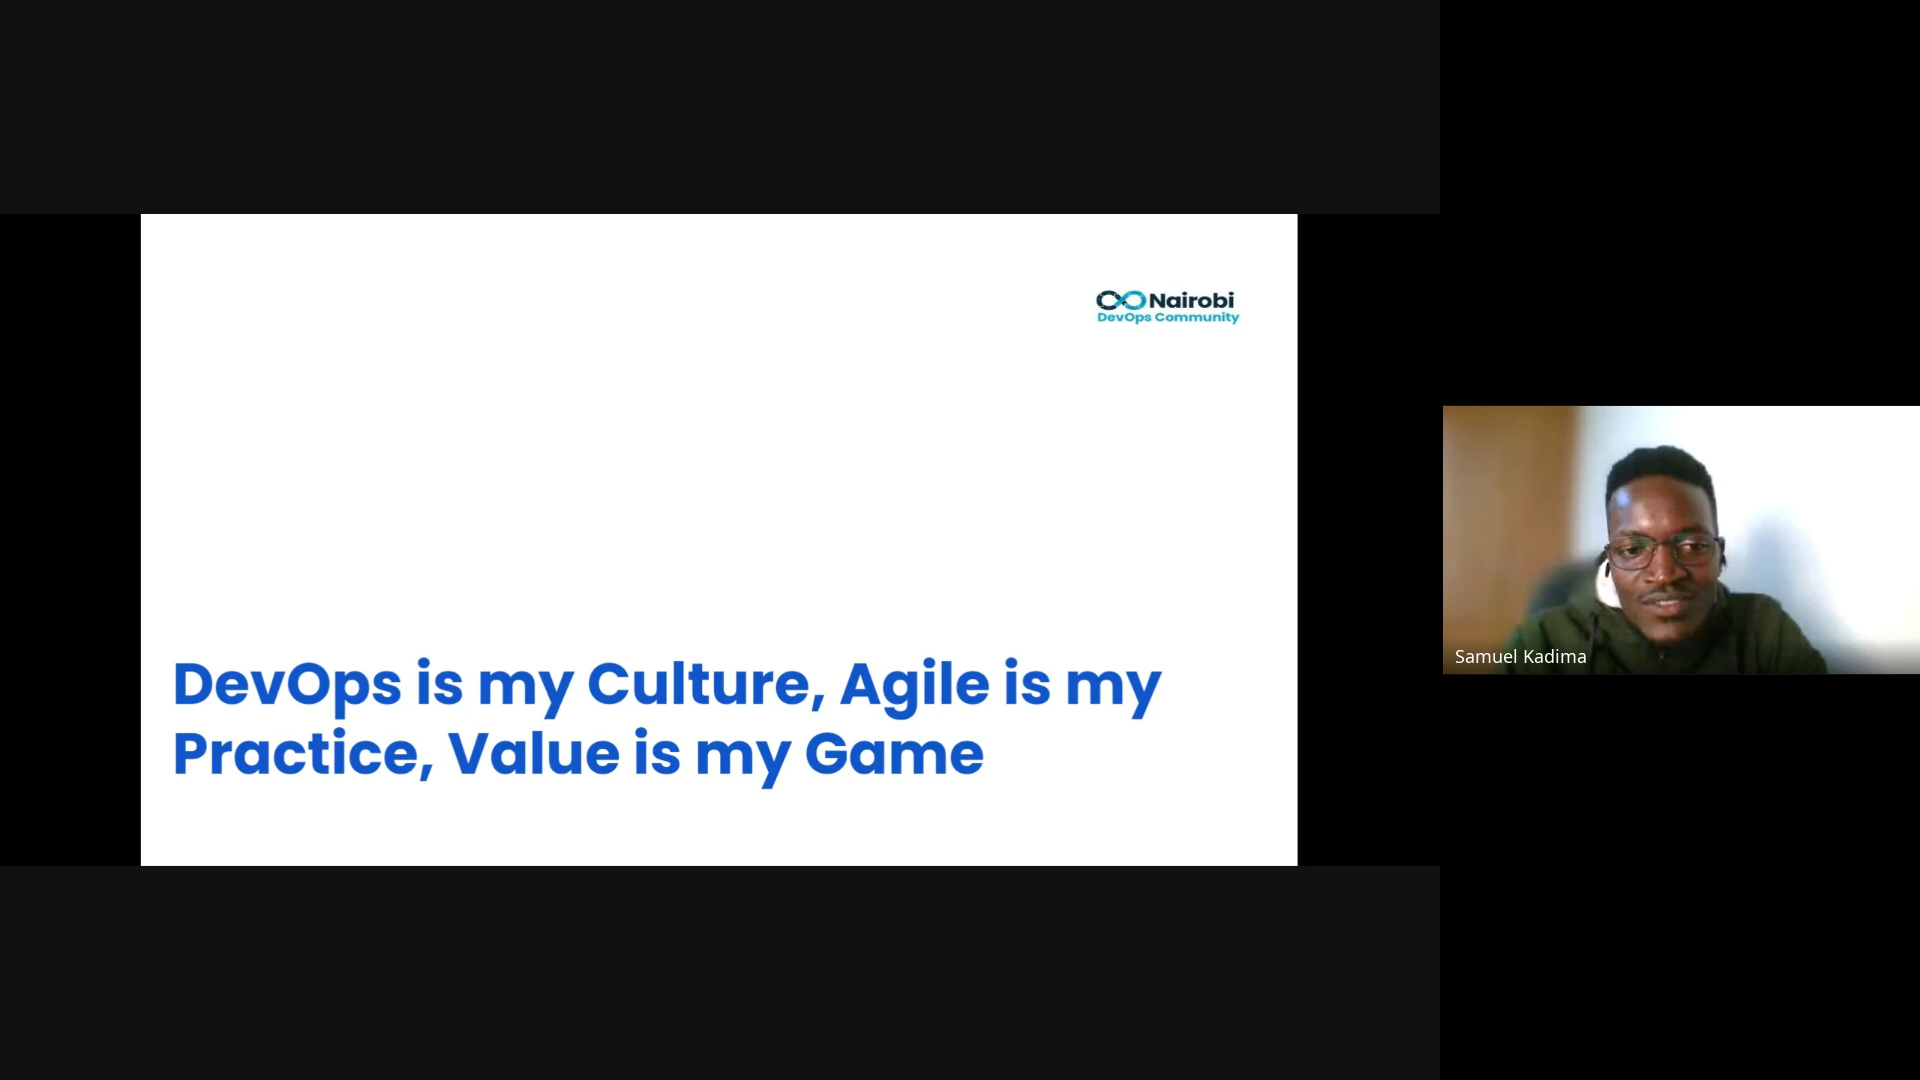 Nairobi
DevOps Community
DevOps is my Culture, Agile is my
Practice, Value is my Game
Samuel Kadima